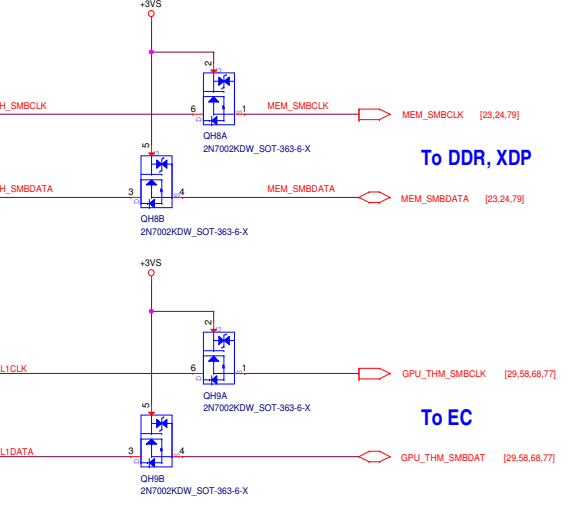 +3VS
2
G
H_SMBCLK 6 D S 1 MEM_SMBCLK MEM_SMBCLK [23,24,79]
QH8A
2N7002KDW_SOT-363-6-X
5
G
To DDR, XDP
H_SMBDATA 3 D S 4 MEM_SMBDATA MEM_SMBDATA [23,24,79]
QH8B
2N7002KDW_SOT-363-6-X
+3VS
2
G
L1CLK 6 D S 1 GPU_THM_SMBCLK [29,58,68,77]
QH9A
2N7002KDW_SOT-363-6-X
5
G
To EC
L1DATA 3 D S 4 GPU_THM_SMBDAT [29,58,68,77]
QH9B
2N7002KDW_SOT-363-6-X